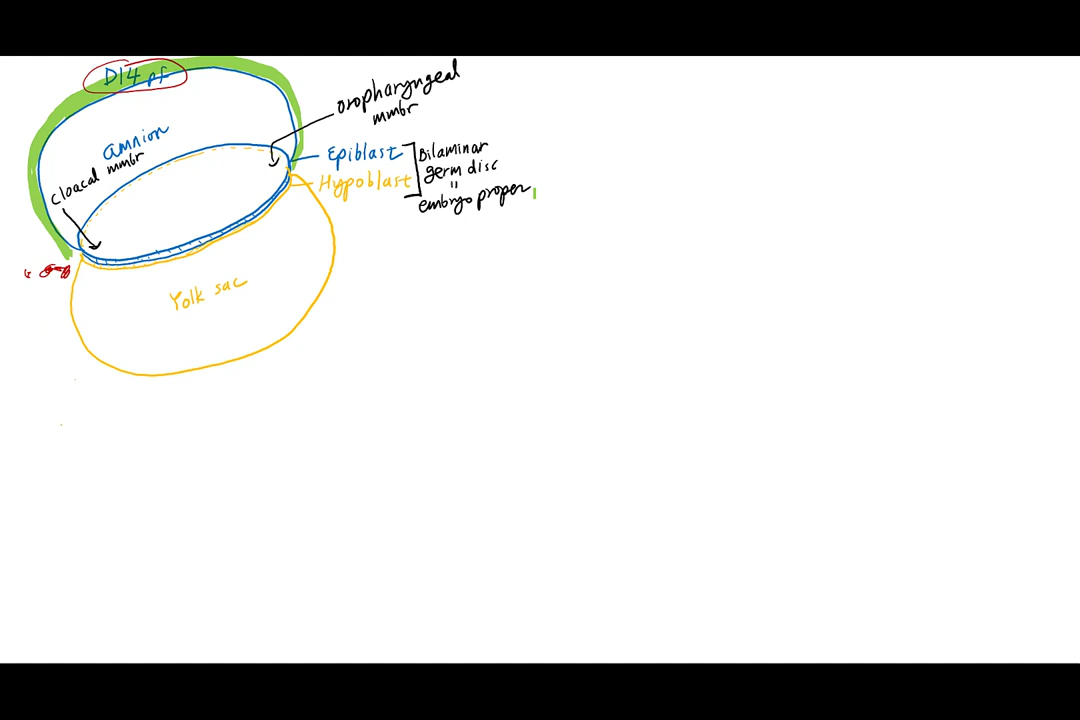 D14 pf
oropharyngeal
mmbr
amnion
cloacal mmbr
Epiblast
Hypoblast
Bilaminar
germ disc
"
embryo proper
Yolk sac